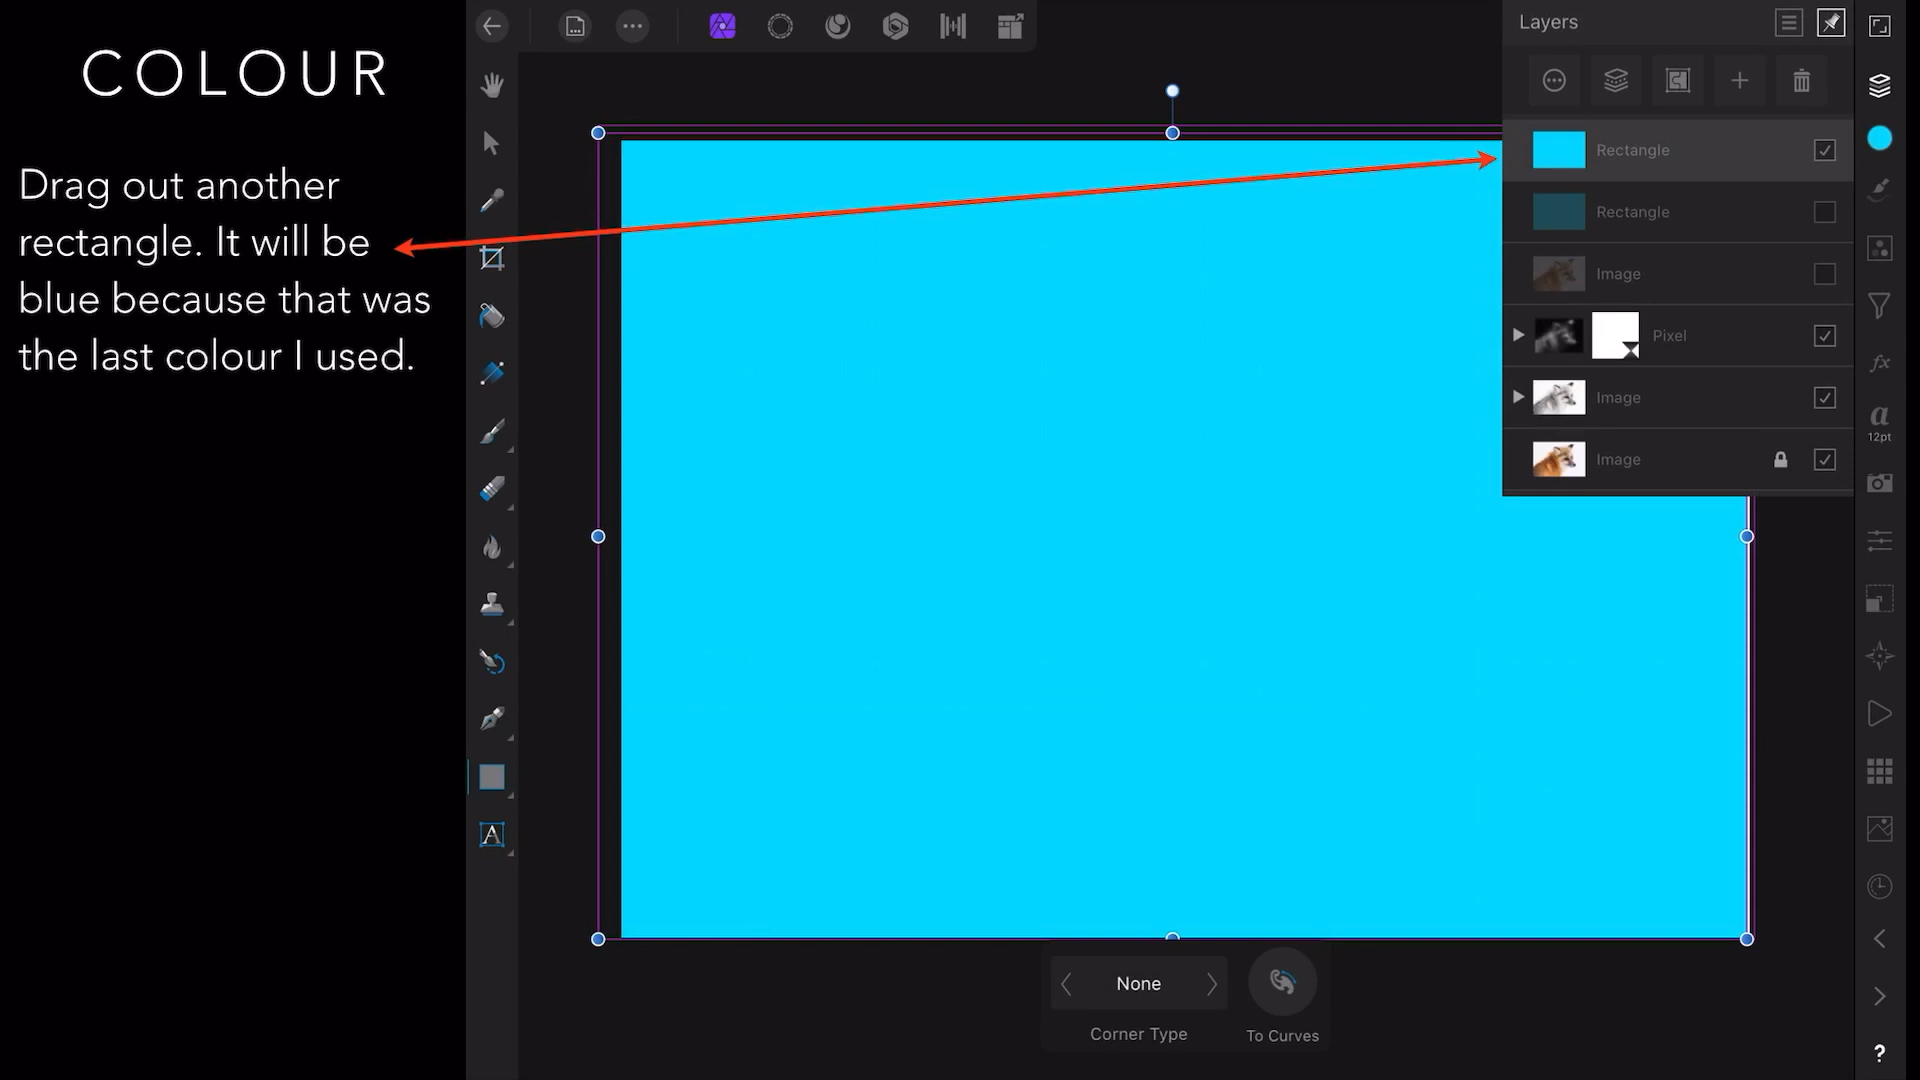 COLOUR
Drag out another
rectangle. It will be
blue because that was
the last colour I used.
Layers
Rectangle
Rectangle
Image
Pixel
Image
Image
a
12pt
fx
A
None
Corner Type
To Curves
?